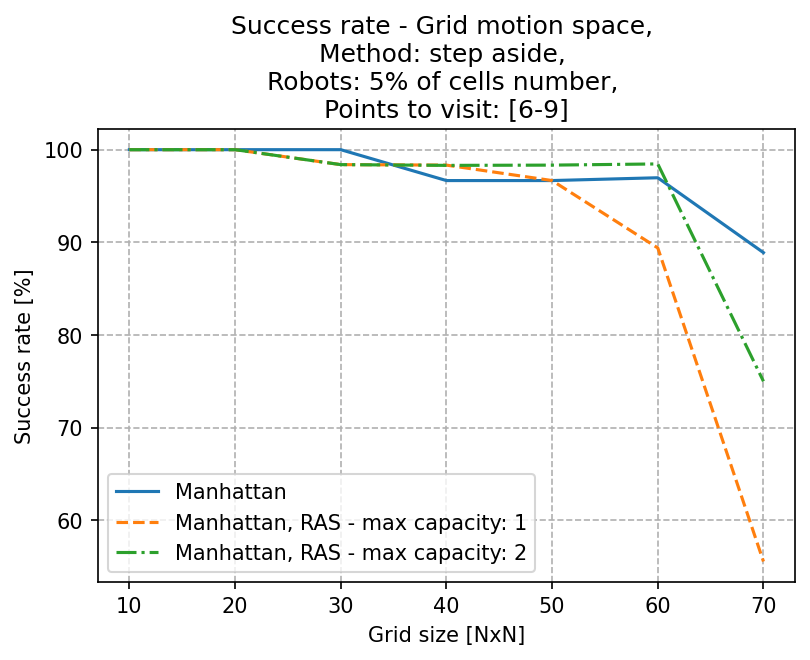 Success rate - Grid motion space,
Method: step aside,
Robots: 5% of cells number,
Points to visit: [6-9]
100
90
80
70
60
Success rate [%]
Manhattan
Manhattan, RAS - max capacity: 1
Manhattan, RAS - max capacity: 2
10 20 30 40 50 60 70
Grid size [NxN]